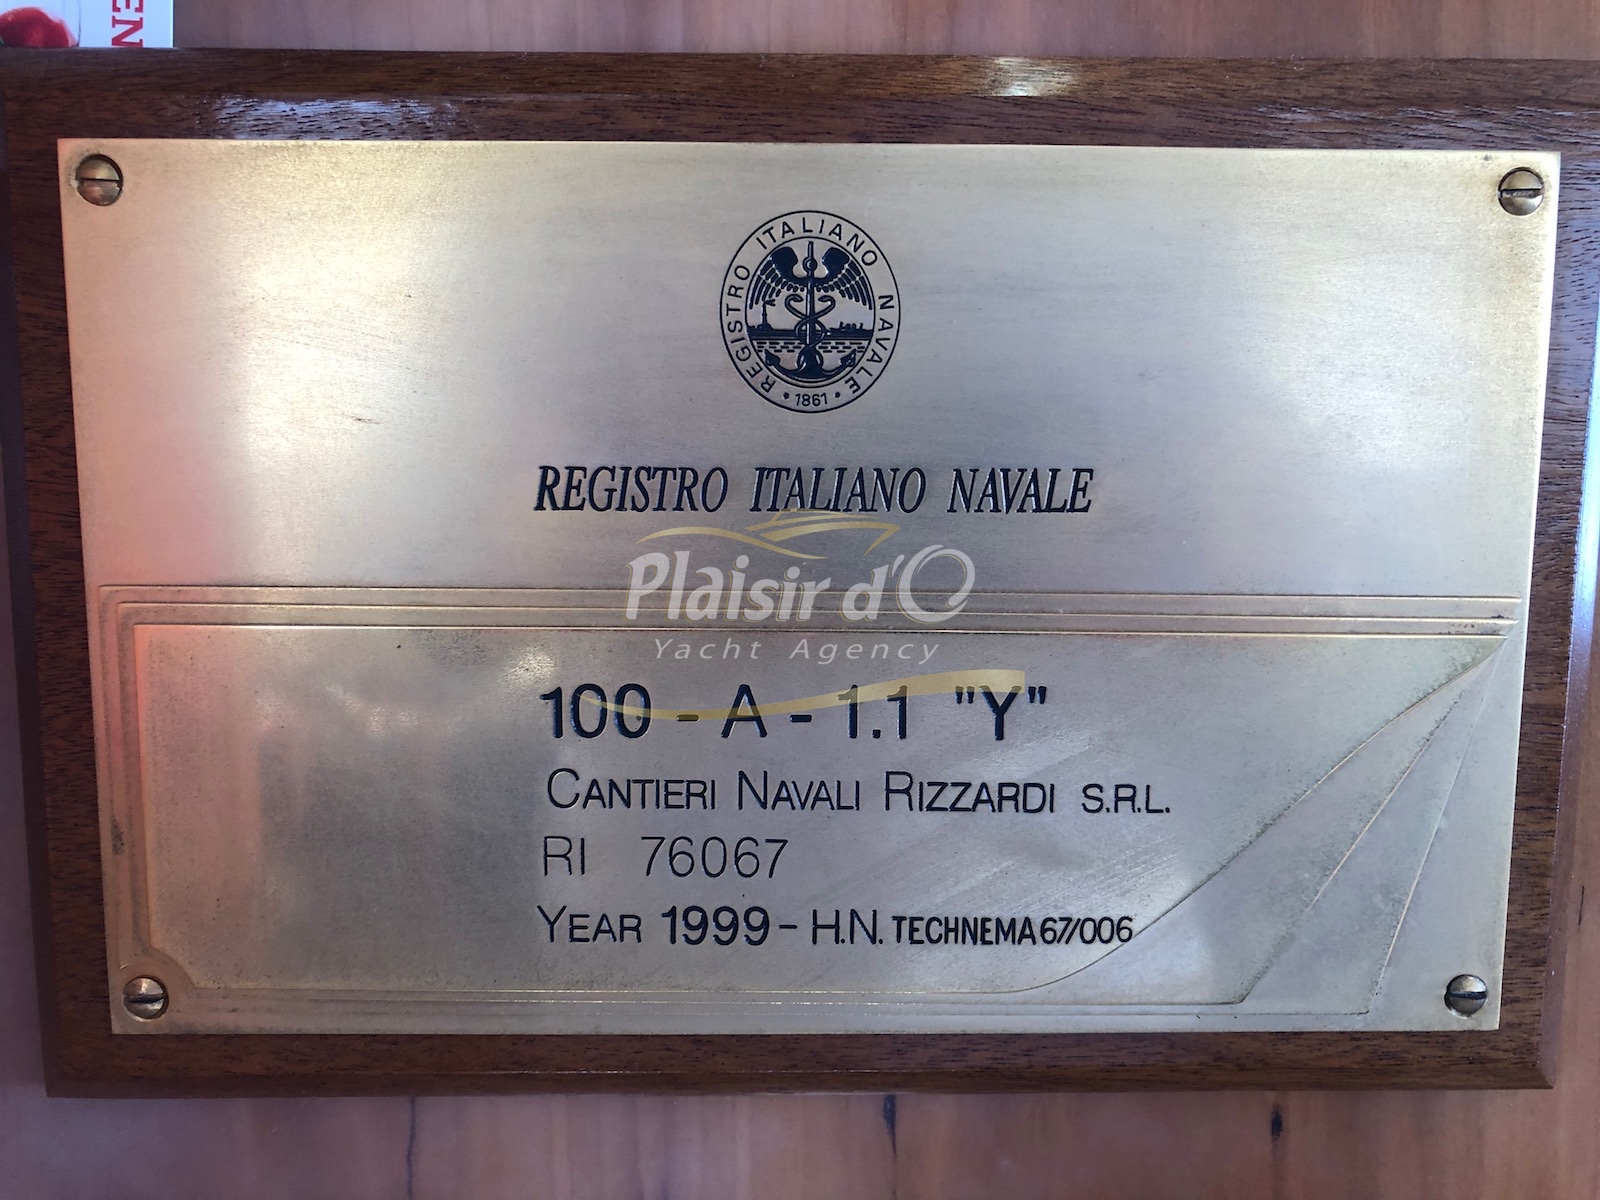 EN
REGISTRO ITALIANO NAVALE
* 1861 *
REGISTRO ITALIANO NAVALE
Plaisir d'O
Yacht Agency
100 - A - 1.1 "Y"
CANTIERI NAVALI RIZZARDI S.R.L.
RI 76067
YEAR 1999 - H.N. TECHNEMA 67/006